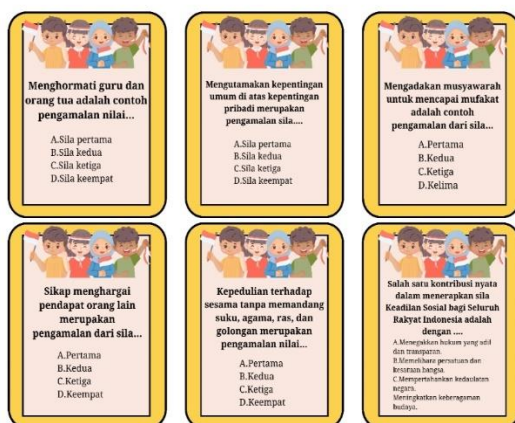 Menghormati guru dan
orang tua adalah contoh
pengamalan nilai...
A.Sila pertama
B.Sila kedua
C.Sila ketiga
D.Sila keempat
Mengutamakan kepentingan
umum di atas kepentingan
pribadi merupakan
pengamalan sila....
A.Sila pertama
B.Sila kedua
C.Sila ketiga
D.Sila keempat
Mengadakan musyawarah
untuk mencapai mufakat
adalah contoh
pengamalan dari sila...
A.Pertama
B.Kedua
C.Ketiga
D.Kelima
Sikap menghargai
pendapat orang lain
merupakan
pengamalan dari sila...
A.Pertama
B.Kedua
C.Ketiga
D.Keempat
Kepedulian terhadap
sesama tanpa memandang
suku, agama, ras, dan
golongan merupakan
pengamalan nilai...
A.Pertama
B.Kedua
C.Ketiga
D.Keempat
Salah satu kontribusi nyata
dalam menerapkan sila
Keadilan Sosial bagi Seluruh
Rakyat Indonesia adalah
dengan ....
A.Menegakkan hukum yang adil
dan transparan.
B.Memelihara persatuan dan
kesatuan bangsa.
C.Mempertahankan kedaulatan
negara.
Meningkatkan keberagaman
budaya.